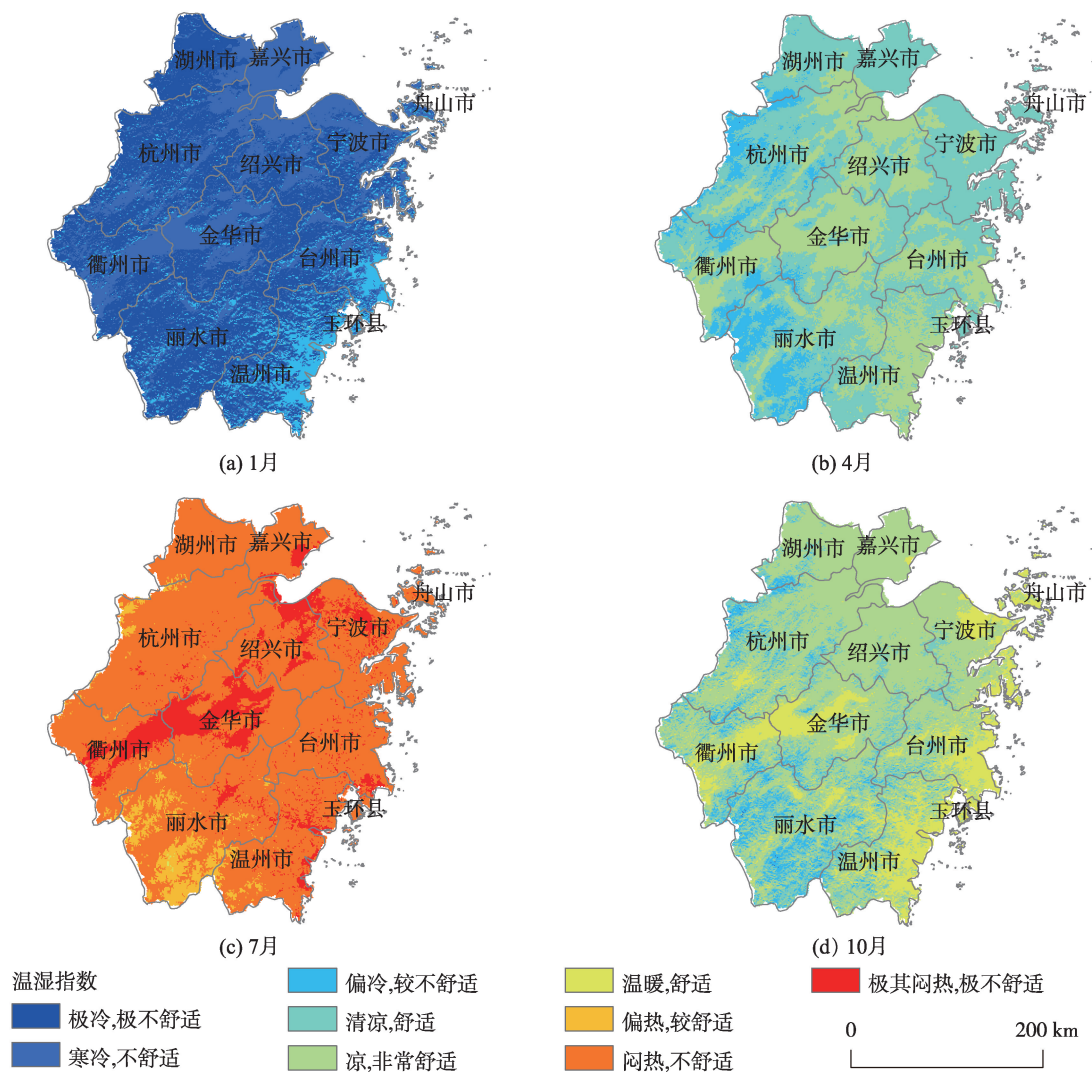 湖州市
嘉兴市
舟山市
杭州市
宁波市
绍兴市
金华市
衢州市
台州市
玉环县
丽水市
温州市
(a) 1月
湖州市
嘉兴市
舟山市
杭州市
宁波市
绍兴市
金华市
衢州市
台州市
玉环县
丽水市
温州市
(b) 4月
湖州市
嘉兴市
舟山市
杭州市
宁波市
绍兴市
金华市
衢州市
台州市
玉环县
丽水市
温州市
(c) 7月
湖州市
嘉兴市
舟山市
杭州市
宁波市
绍兴市
金华市
衢州市
台州市
玉环县
丽水市
温州市
(d) 10月
温湿指数
极冷,极不舒适
寒冷,不舒适
偏冷,较不舒适
清凉,舒适
凉,非常舒适
温暖,舒适
偏热,较舒适
闷热,不舒适
极其闷热,极不舒适
0 200 km